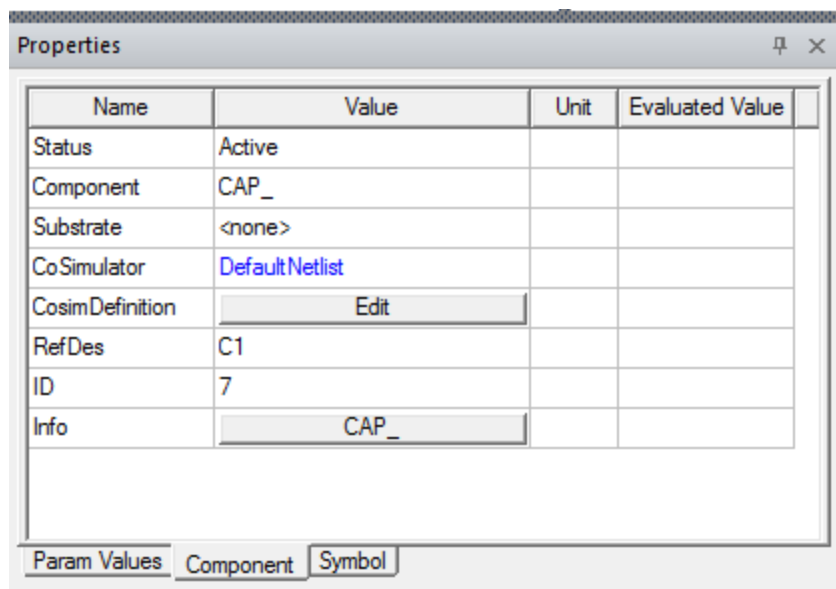 Properties
Name Value Unit Evaluated Value
Status Active
Component CAP_
Substrate <none>
CoSimulator DefaultNetlist
CosimDefinition Edit
RefDes C1
ID 7
Info CAP_
Param Values Component Symbol